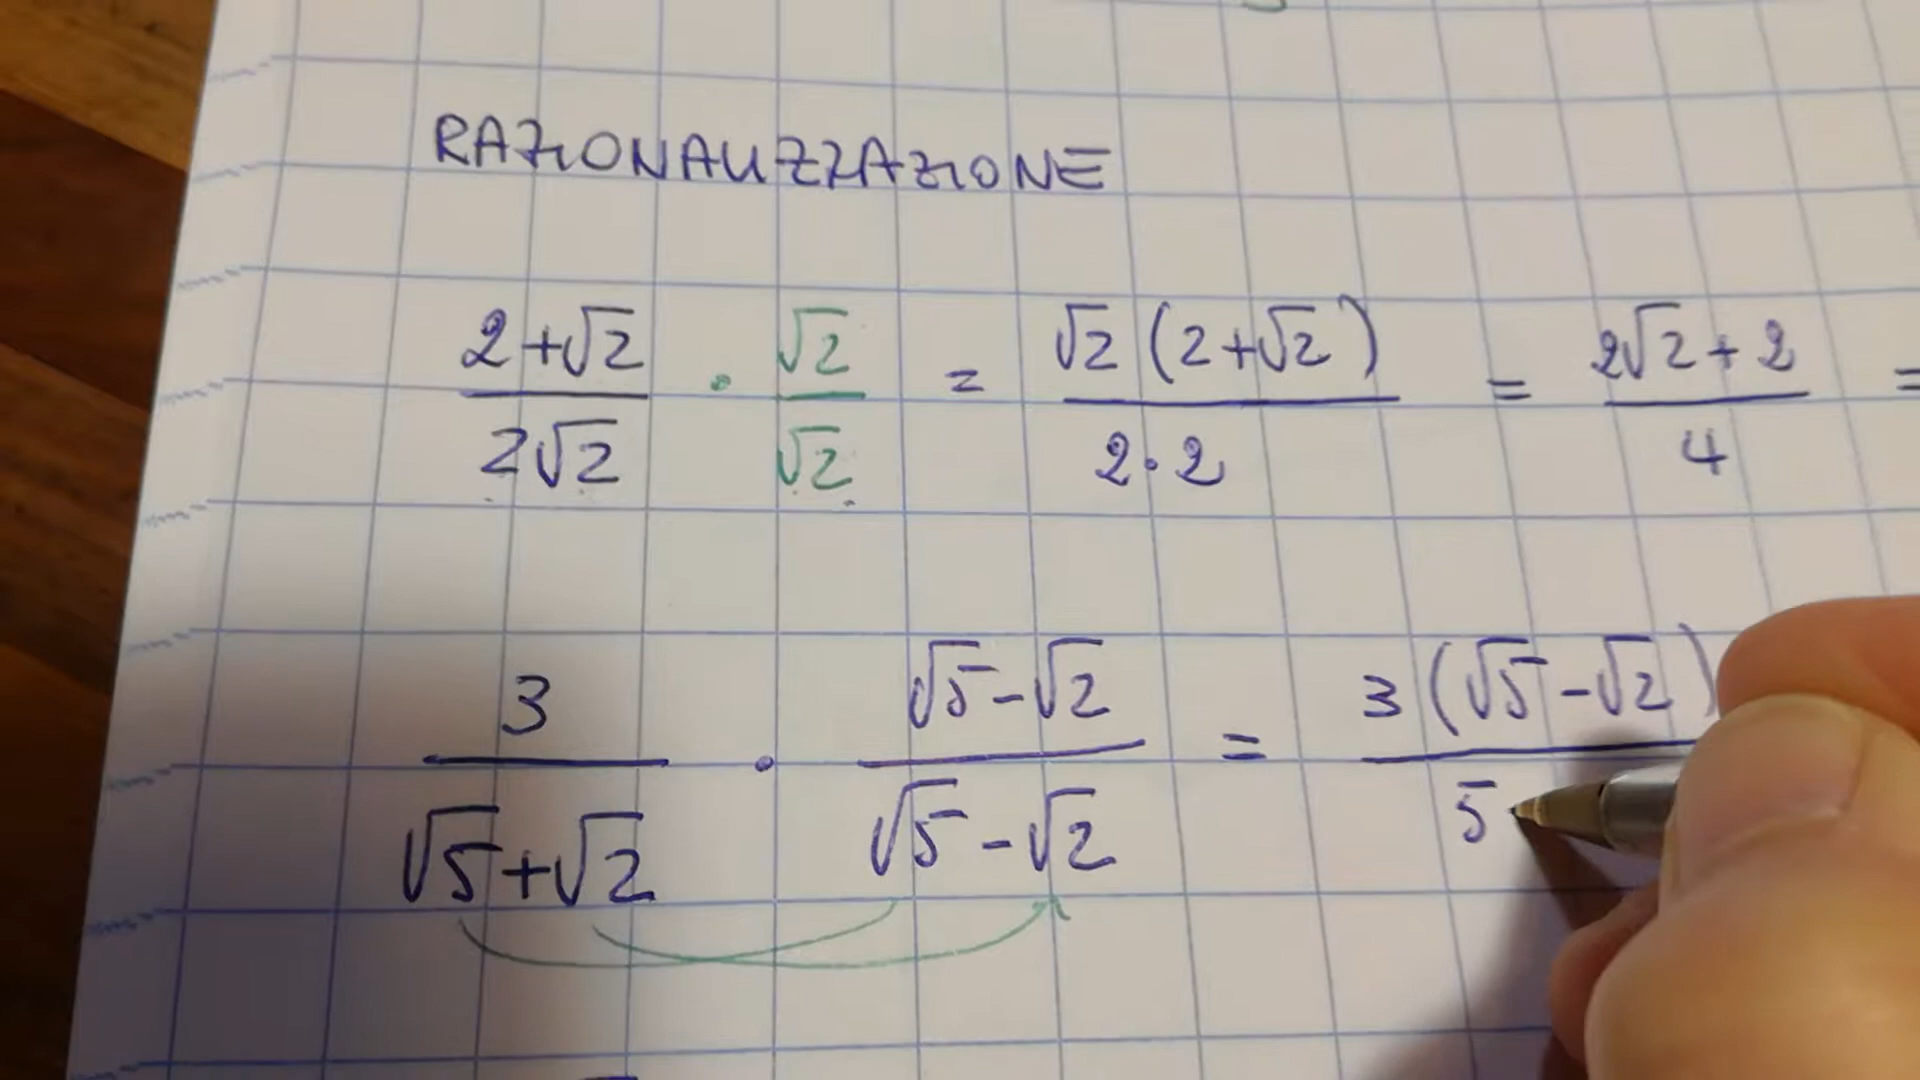 RAZIONALIZZAZIONE
2+√2 / 2√2 · √2 / √2 = √2 (2+√2) / 2·2 = 2√2+2 / 4 =
3 / √5+√2 · √5-√2 / √5-√2 = 3 (√5-√2) / 5